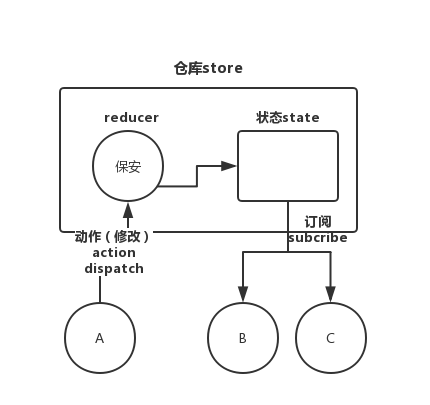 仓库store
reducer
状态state
保安
动作 ( 修改 )
action
dispatch
订阅
subcribe
A
B
C